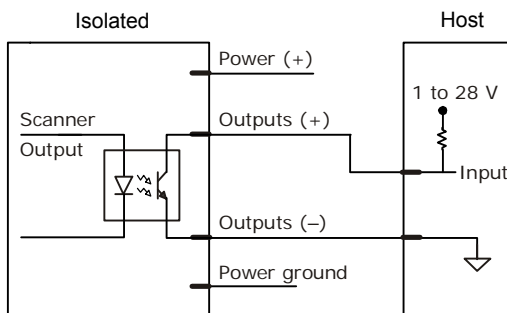 Isolated
Host
Power (+)
1 to 28 V
Scanner
Output
Outputs (+)
Input
Outputs (–)
Power ground